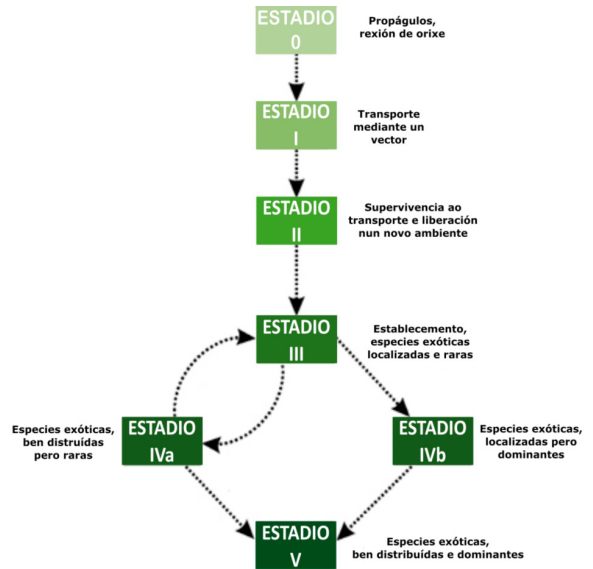 ESTADIO
0
Propágulos,
rexión de orixe
ESTADIO
I
Transporte
mediante un
vector
ESTADIO
II
Supervivencia ao
transporte e liberación
nun novo ambiente
ESTADIO
III
Establecemento,
especies exóticas
localizadas e raras
Especies exóticas,
ben distruídas
pero raras
ESTADIO
IVa
ESTADIO
IVb
Especies exóticas,
localizadas pero
dominantes
ESTADIO
V
Especies exóticas,
ben distribuídas e dominantes